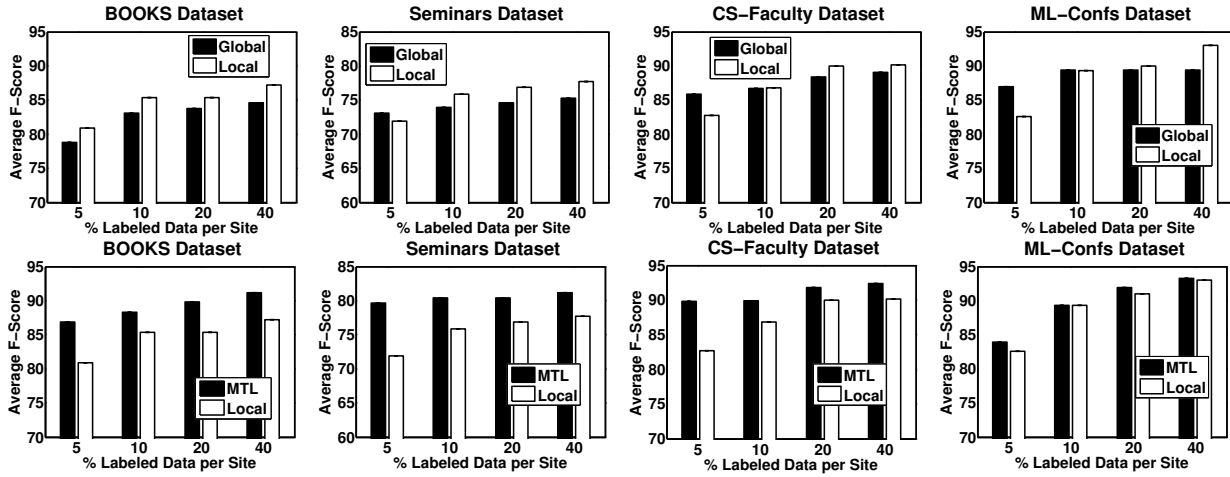 BOOKS Dataset
Average F-Score
95
90
85
80
75
70
Global
Local
5 10 20 40
% Labeled Data per Site
Seminars Dataset
Average F-Score
85
80
75
70
65
60
Global
Local
5 10 20 40
% Labeled Data per Site
CS-Faculty Dataset
Average F-Score
95
90
85
80
75
70
Global
Local
5 10 20 40
% Labeled Data per Site
ML-Confs Dataset
Average F-Score
95
90
85
80
75
70
Global
Local
5 10 20 40
% Labeled Data per Site
BOOKS Dataset
Average F-Score
95
90
85
80
75
70
MTL
Local
5 10 20 40
% Labeled Data per Site
Seminars Dataset
Average F-Score
85
80
75
70
65
60
MTL
Local
5 10 20 40
% Labeled Data per Site
CS-Faculty Dataset
Average F-Score
95
90
85
80
75
70
MTL
Local
5 10 20 40
% Labeled Data per Site
ML-Confs Dataset
Average F-Score
95
90
85
80
75
70
MTL
Local
5 10 20 40
% Labeled Data per Site